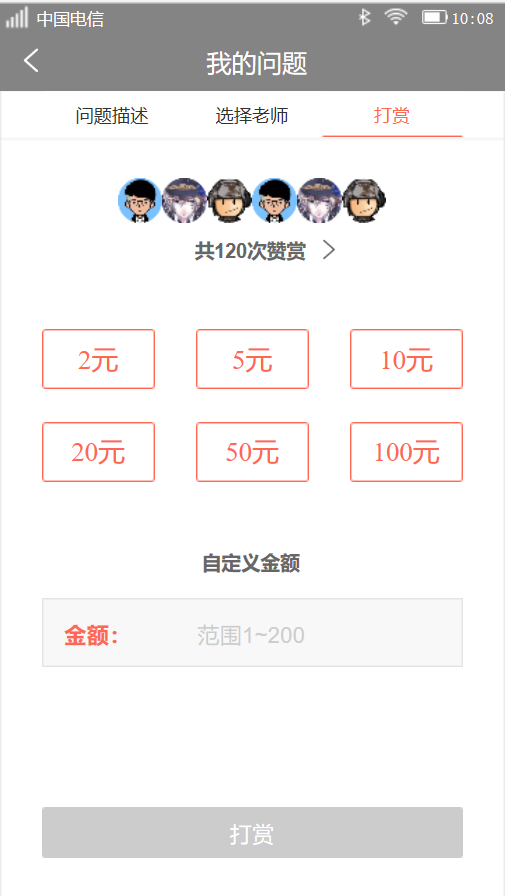 中国电信 10:08
我的问题
问题描述 选择老师 打赏
共120次赞赏
2元 5元 10元
20元 50元 100元
自定义金额
金额： 范围1~200
打赏